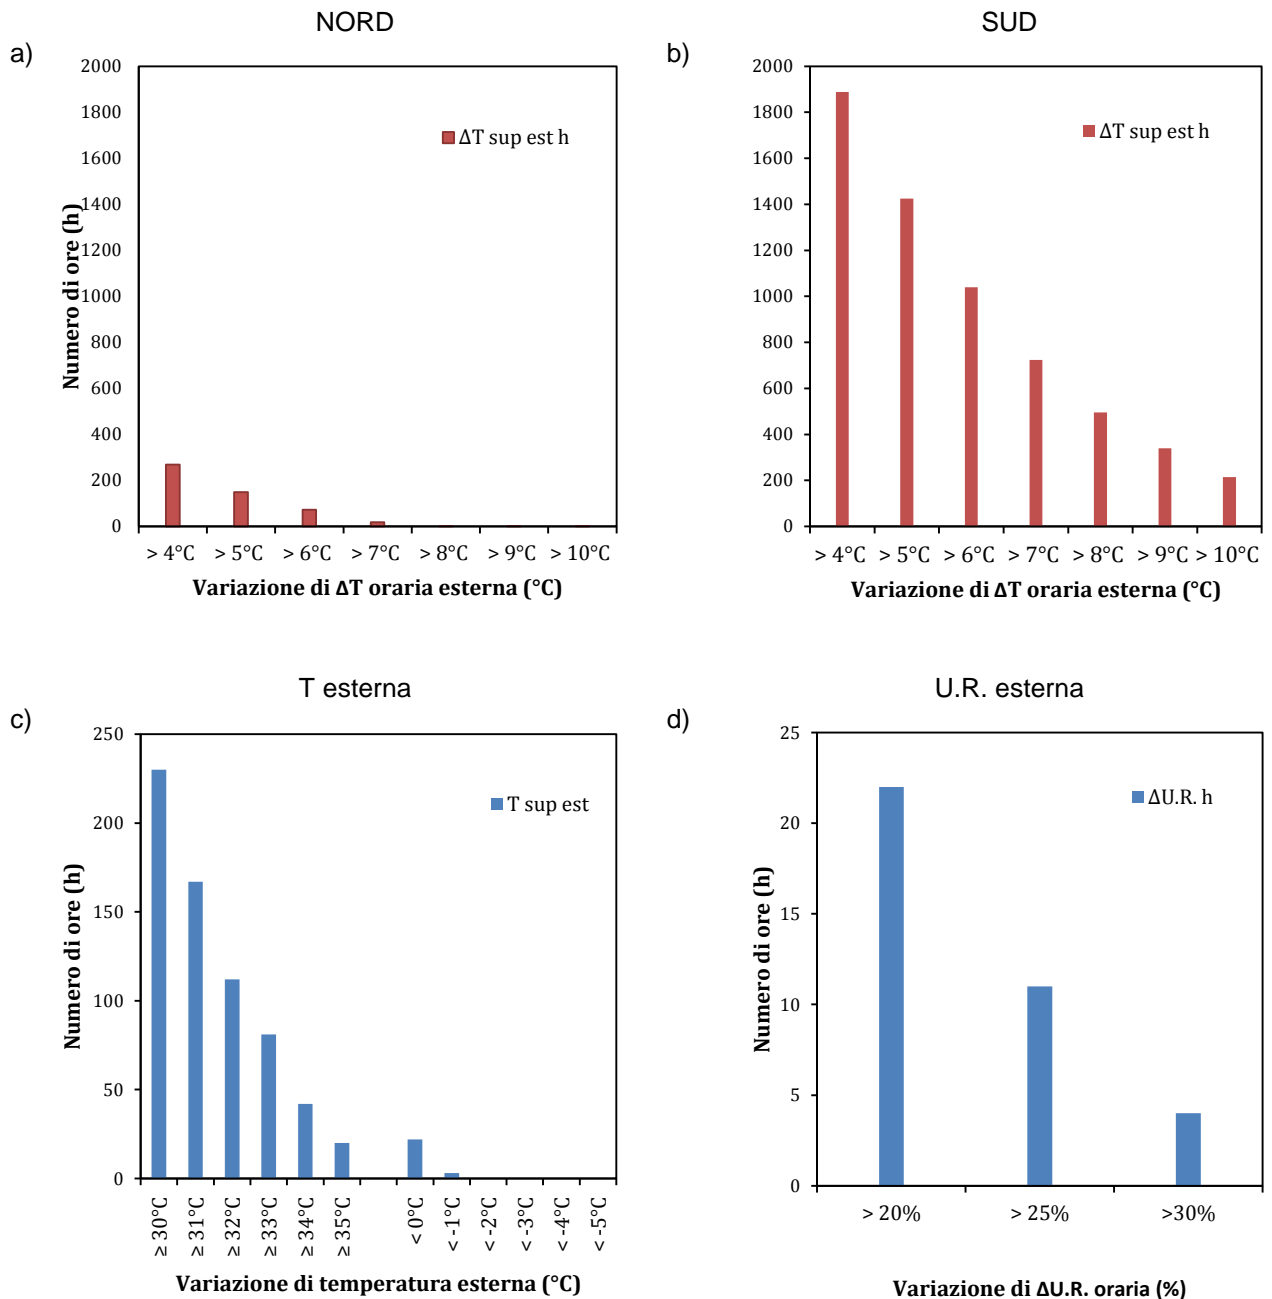 NORD
a)
2000
1800
1600
1400
1200
1000
800
600
400
200
0
Numero di ore (h)
ΔT sup est h
> 4°C > 5°C > 6°C > 7°C > 8°C > 9°C > 10°C
Variazione di ΔT oraria esterna (°C)
SUD
b)
2000
1800
1600
1400
1200
1000
800
600
400
200
0
ΔT sup est h
> 4°C > 5°C > 6°C > 7°C > 8°C > 9°C > 10°C
Variazione di ΔT oraria esterna (°C)
T esterna
c)
250
200
150
100
50
0
Numero di ore (h)
T sup est
≥ 30°C
≥ 31°C
≥ 32°C
≥ 33°C
≥ 34°C
≥ 35°C
< 0°C
< -1°C
< -2°C
< -3°C
< -4°C
< -5°C
Variazione di temperatura esterna (°C)
U.R. esterna
d)
25
20
15
10
5
0
Numero di ore (h)
ΔU.R. h
> 20% > 25% >30%
Variazione di ΔU.R. oraria (%)